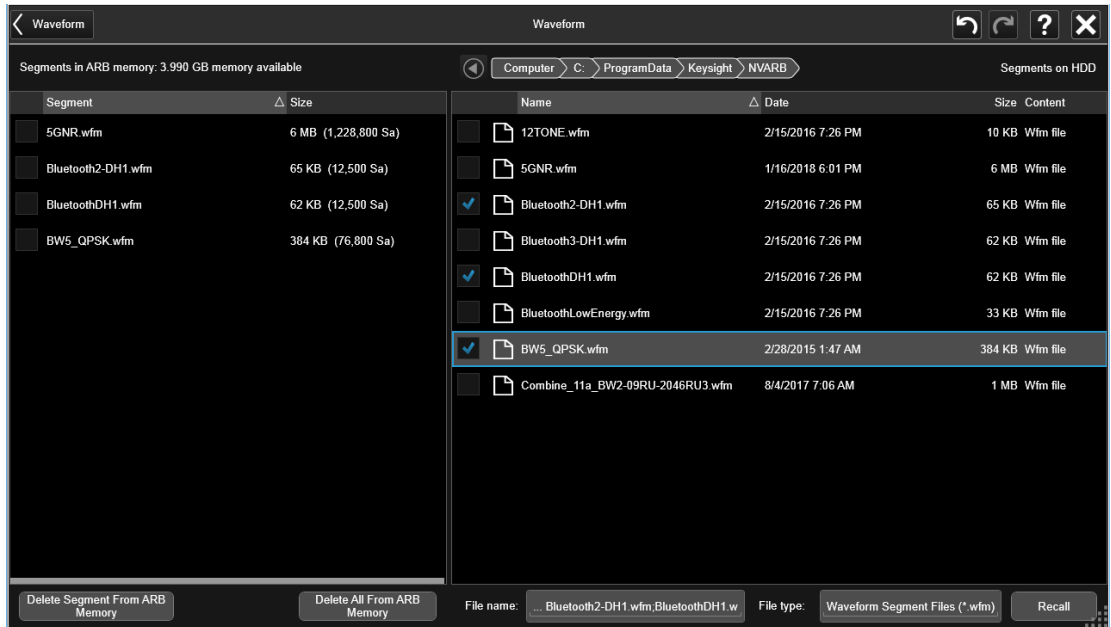 Waveform
Waveform
?
Segments in ARB memory: 3.990 GB memory available
Computer C: ProgramData Keysight NVARB
Segments on HDD
Segment Size
5GNR.wfm 6 MB (1,228,800 Sa)
Bluetooth2-DH1.wfm 65 KB (12,500 Sa)
BluetoothDH1.wfm 62 KB (12,500 Sa)
BW5_QPSK.wfm 384 KB (76,800 Sa)
Name Date Size Content
12TONE.wfm 2/15/2016 7:26 PM 10 KB Wfm file
5GNR.wfm 1/16/2018 6:01 PM 6 MB Wfm file
Bluetooth2-DH1.wfm 2/15/2016 7:26 PM 65 KB Wfm file
Bluetooth3-DH1.wfm 2/15/2016 7:26 PM 62 KB Wfm file
BluetoothDH1.wfm 2/15/2016 7:26 PM 62 KB Wfm file
BluetoothLowEnergy.wfm 2/15/2016 7:26 PM 33 KB Wfm file
BW5_QPSK.wfm 2/28/2015 1:47 AM 384 KB Wfm file
Combine_11a_BW2-09RU-2046RU3.wfm 8/4/2017 7:06 AM 1 MB Wfm file
Delete Segment From ARB
Memory
Delete All From ARB
Memory
File name: ... Bluetooth2-DH1.wfm;BluetoothDH1.w
File type: Waveform Segment Files (*.wfm)
Recall